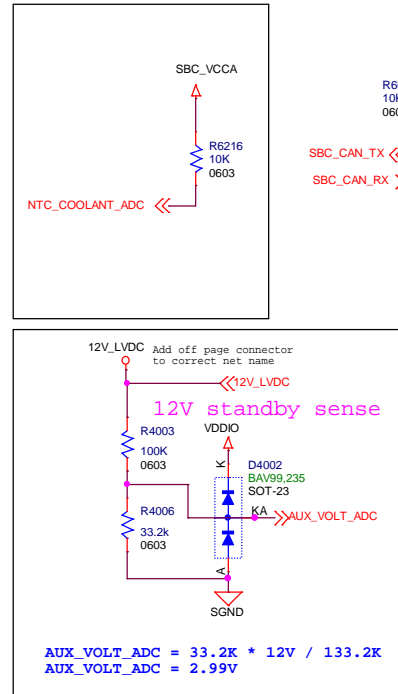 SBC_VCCA
R6216
10K
0603
NTC_COOLANT_ADC
SBC_CAN_TX
SBC_CAN_RX
12V_LVDC
Add off page connector
to correct net name
12V_LVDC
12V standby sense
VDDIO
R4003
100K
0603
K
D4002
BAV99,235
SOT-23
KA
AUX_VOLT_ADC
R4006
33.2k
0603
A
SGND
AUX_VOLT_ADC = 33.2K * 12V / 133.2K
AUX_VOLT_ADC = 2.99V